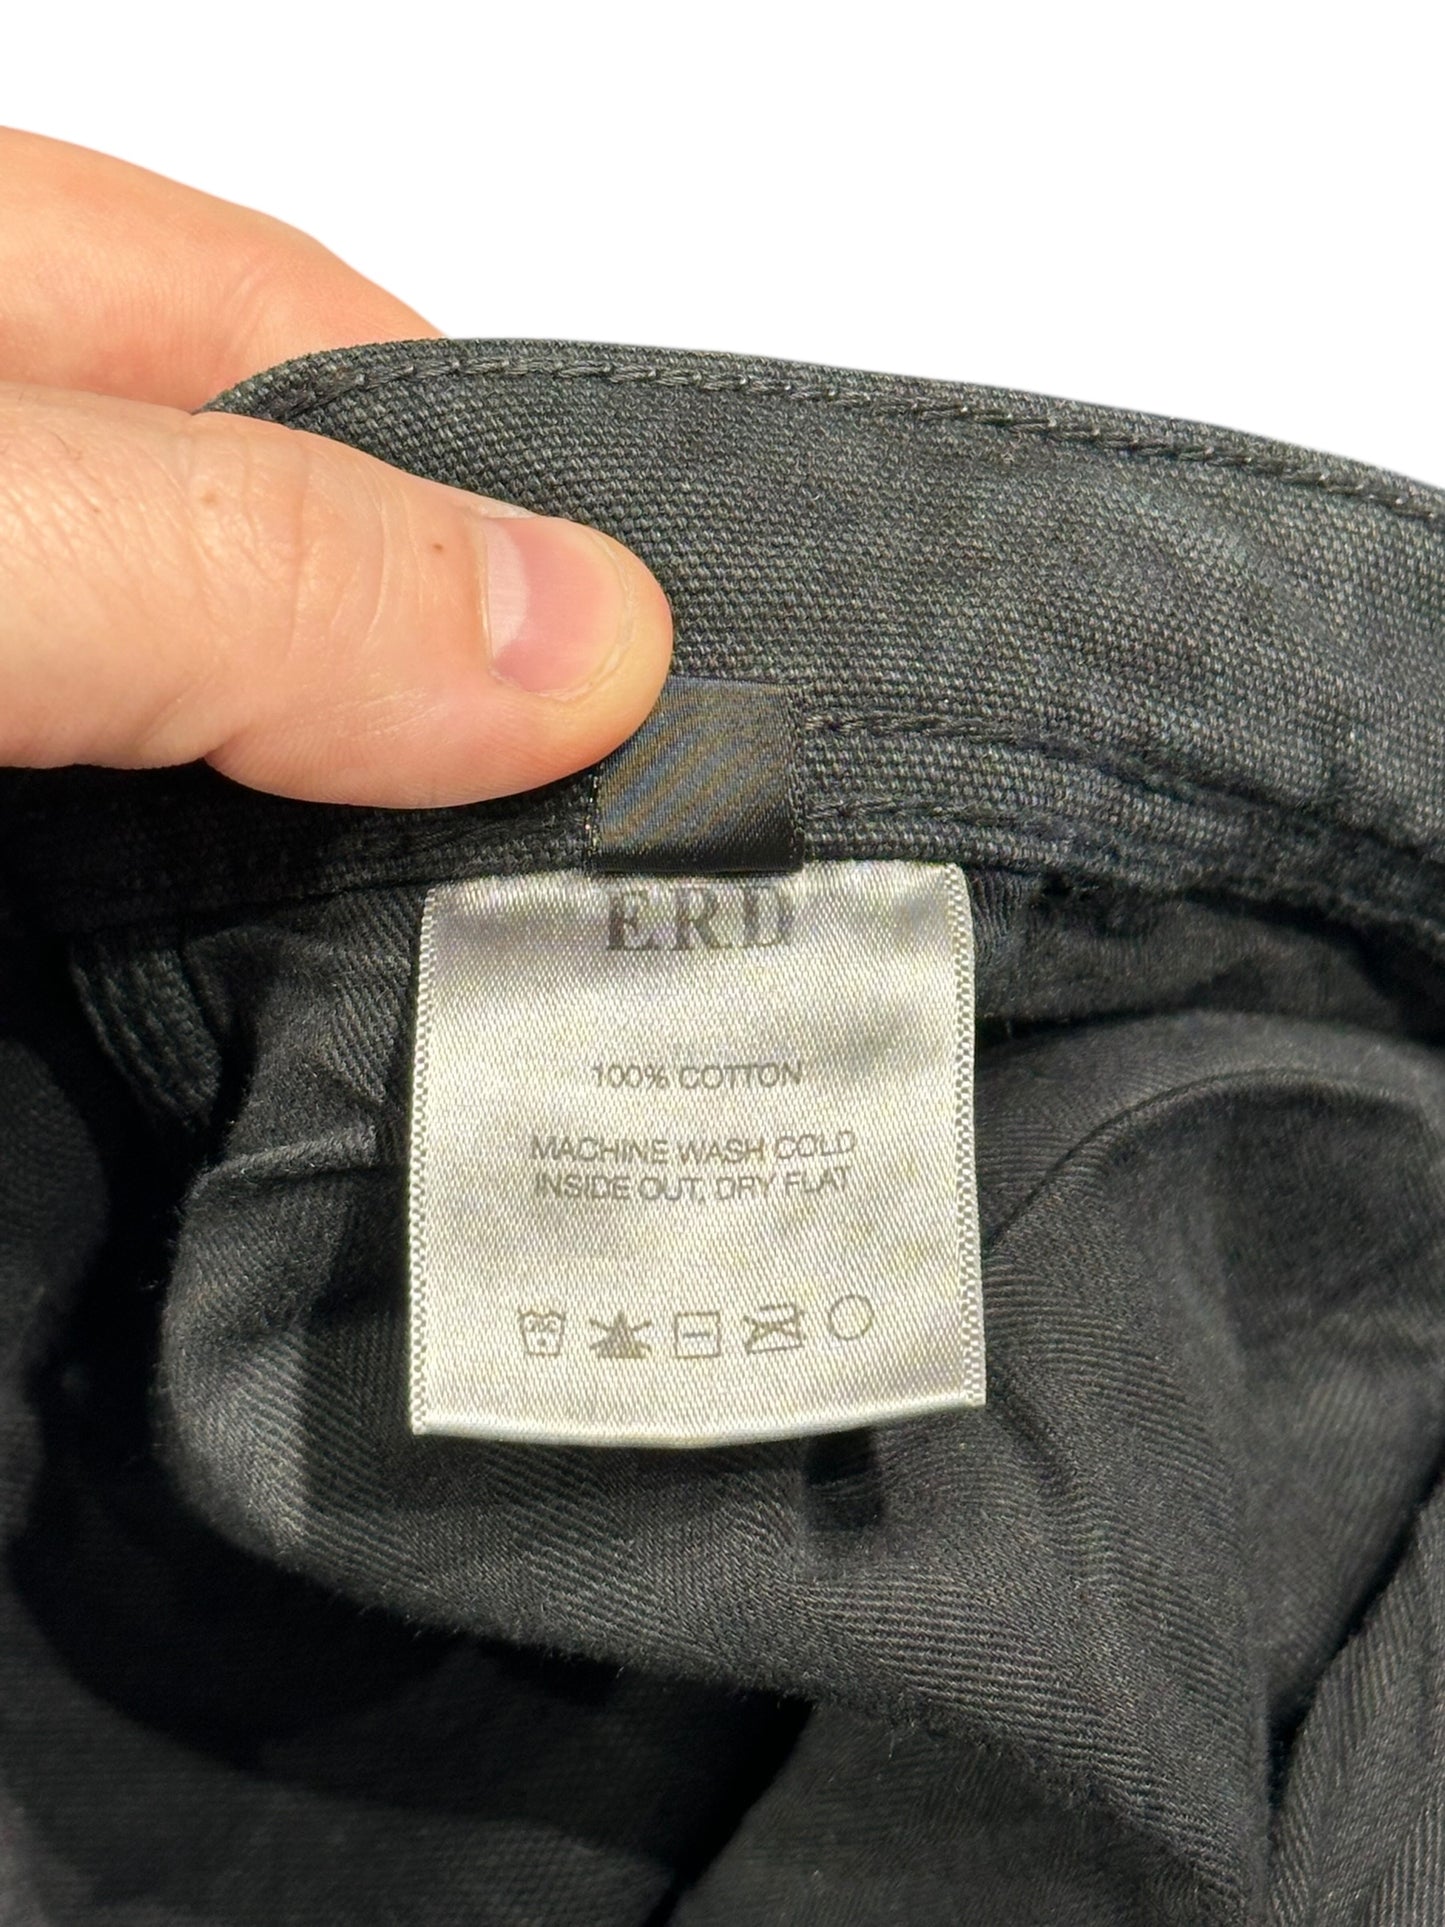 ERD
100% COTTON
MACHINE WASH COLD
INSIDE OUT, DRY FLAT